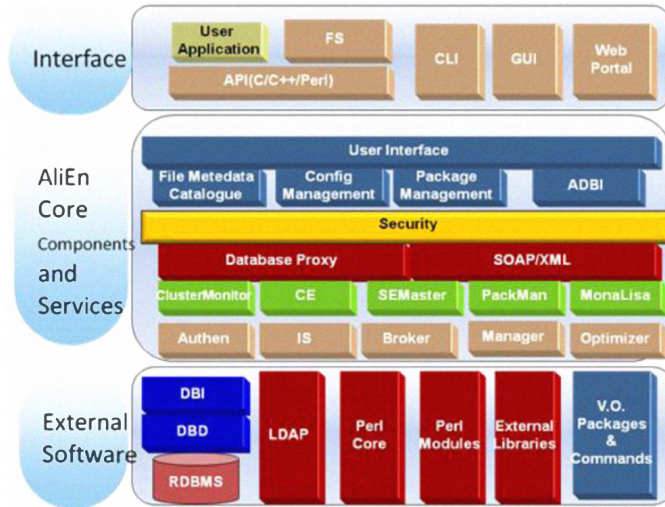 Interface
User
Application
FS
API(C/C++/Perl)
CLI
GUI
Web
Portal
AliEn
Core
Components
and
Services
User Interface
File Metedata
Catalogue
Config
Management
Package
Management
ADBI
Security
Database Proxy
SOAP/XML
ClusterMonitor
CE
SEMaster
PackMan
MonaLisa
Authen
IS
Broker
Manager
Optimizer
External
Software
DBI
DBD
RDBMS
LDAP
Perl
Core
Perl
Modules
External
Libraries
V.O.
Packages
&
Commands